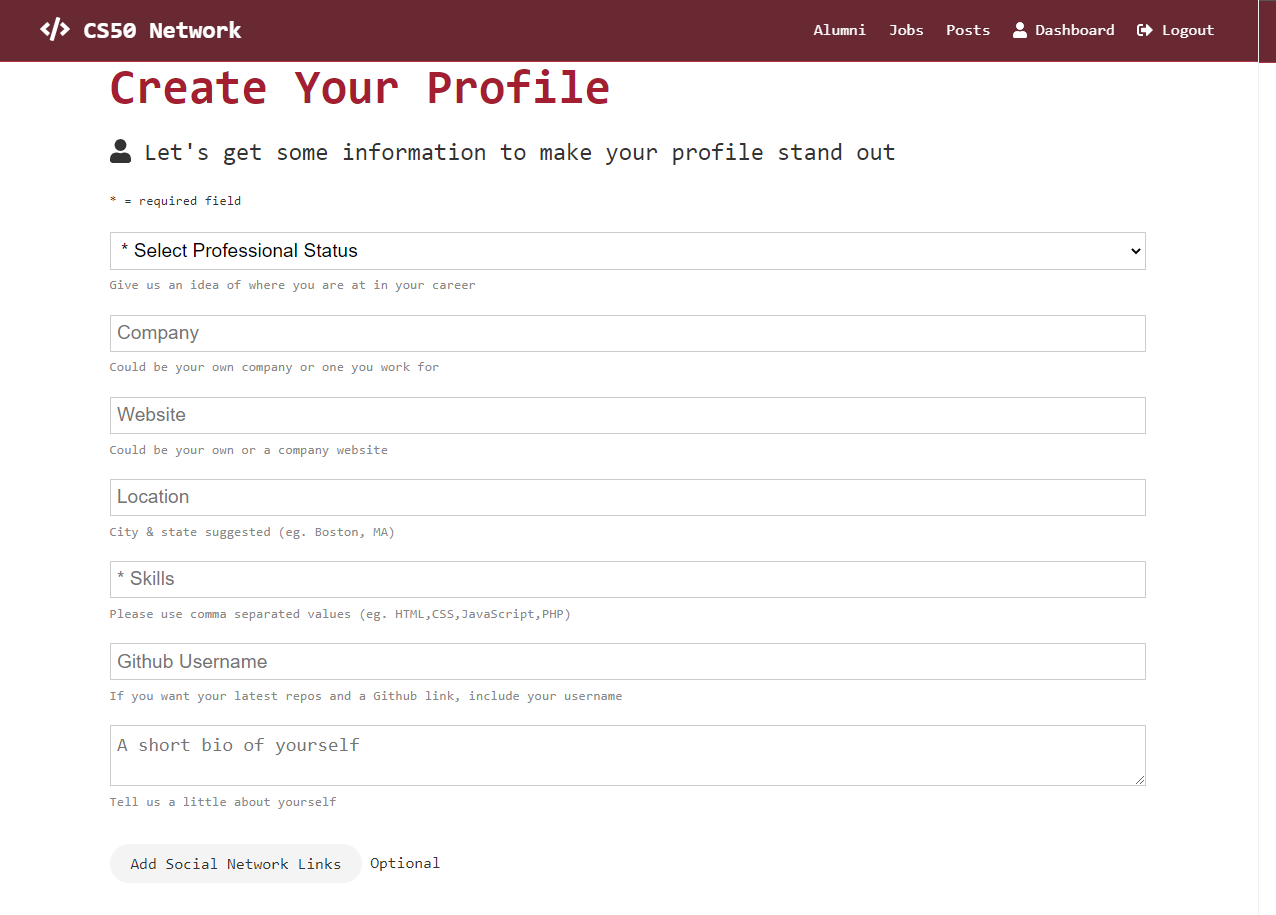 CS50 Network
Alumni Jobs Posts Dashboard Logout
Create Your Profile
Let's get some information to make your profile stand out
* = required field
* Select Professional Status
Give us an idea of where you are at in your career
Company
Could be your own company or one you work for
Website
Could be your own or a company website
Location
City & state suggested (eg. Boston, MA)
* Skills
Please use comma separated values (eg. HTML,CSS,JavaScript,PHP)
Github Username
If you want your latest repos and a Github link, include your username
A short bio of yourself
Tell us a little about yourself
Add Social Network Links Optional